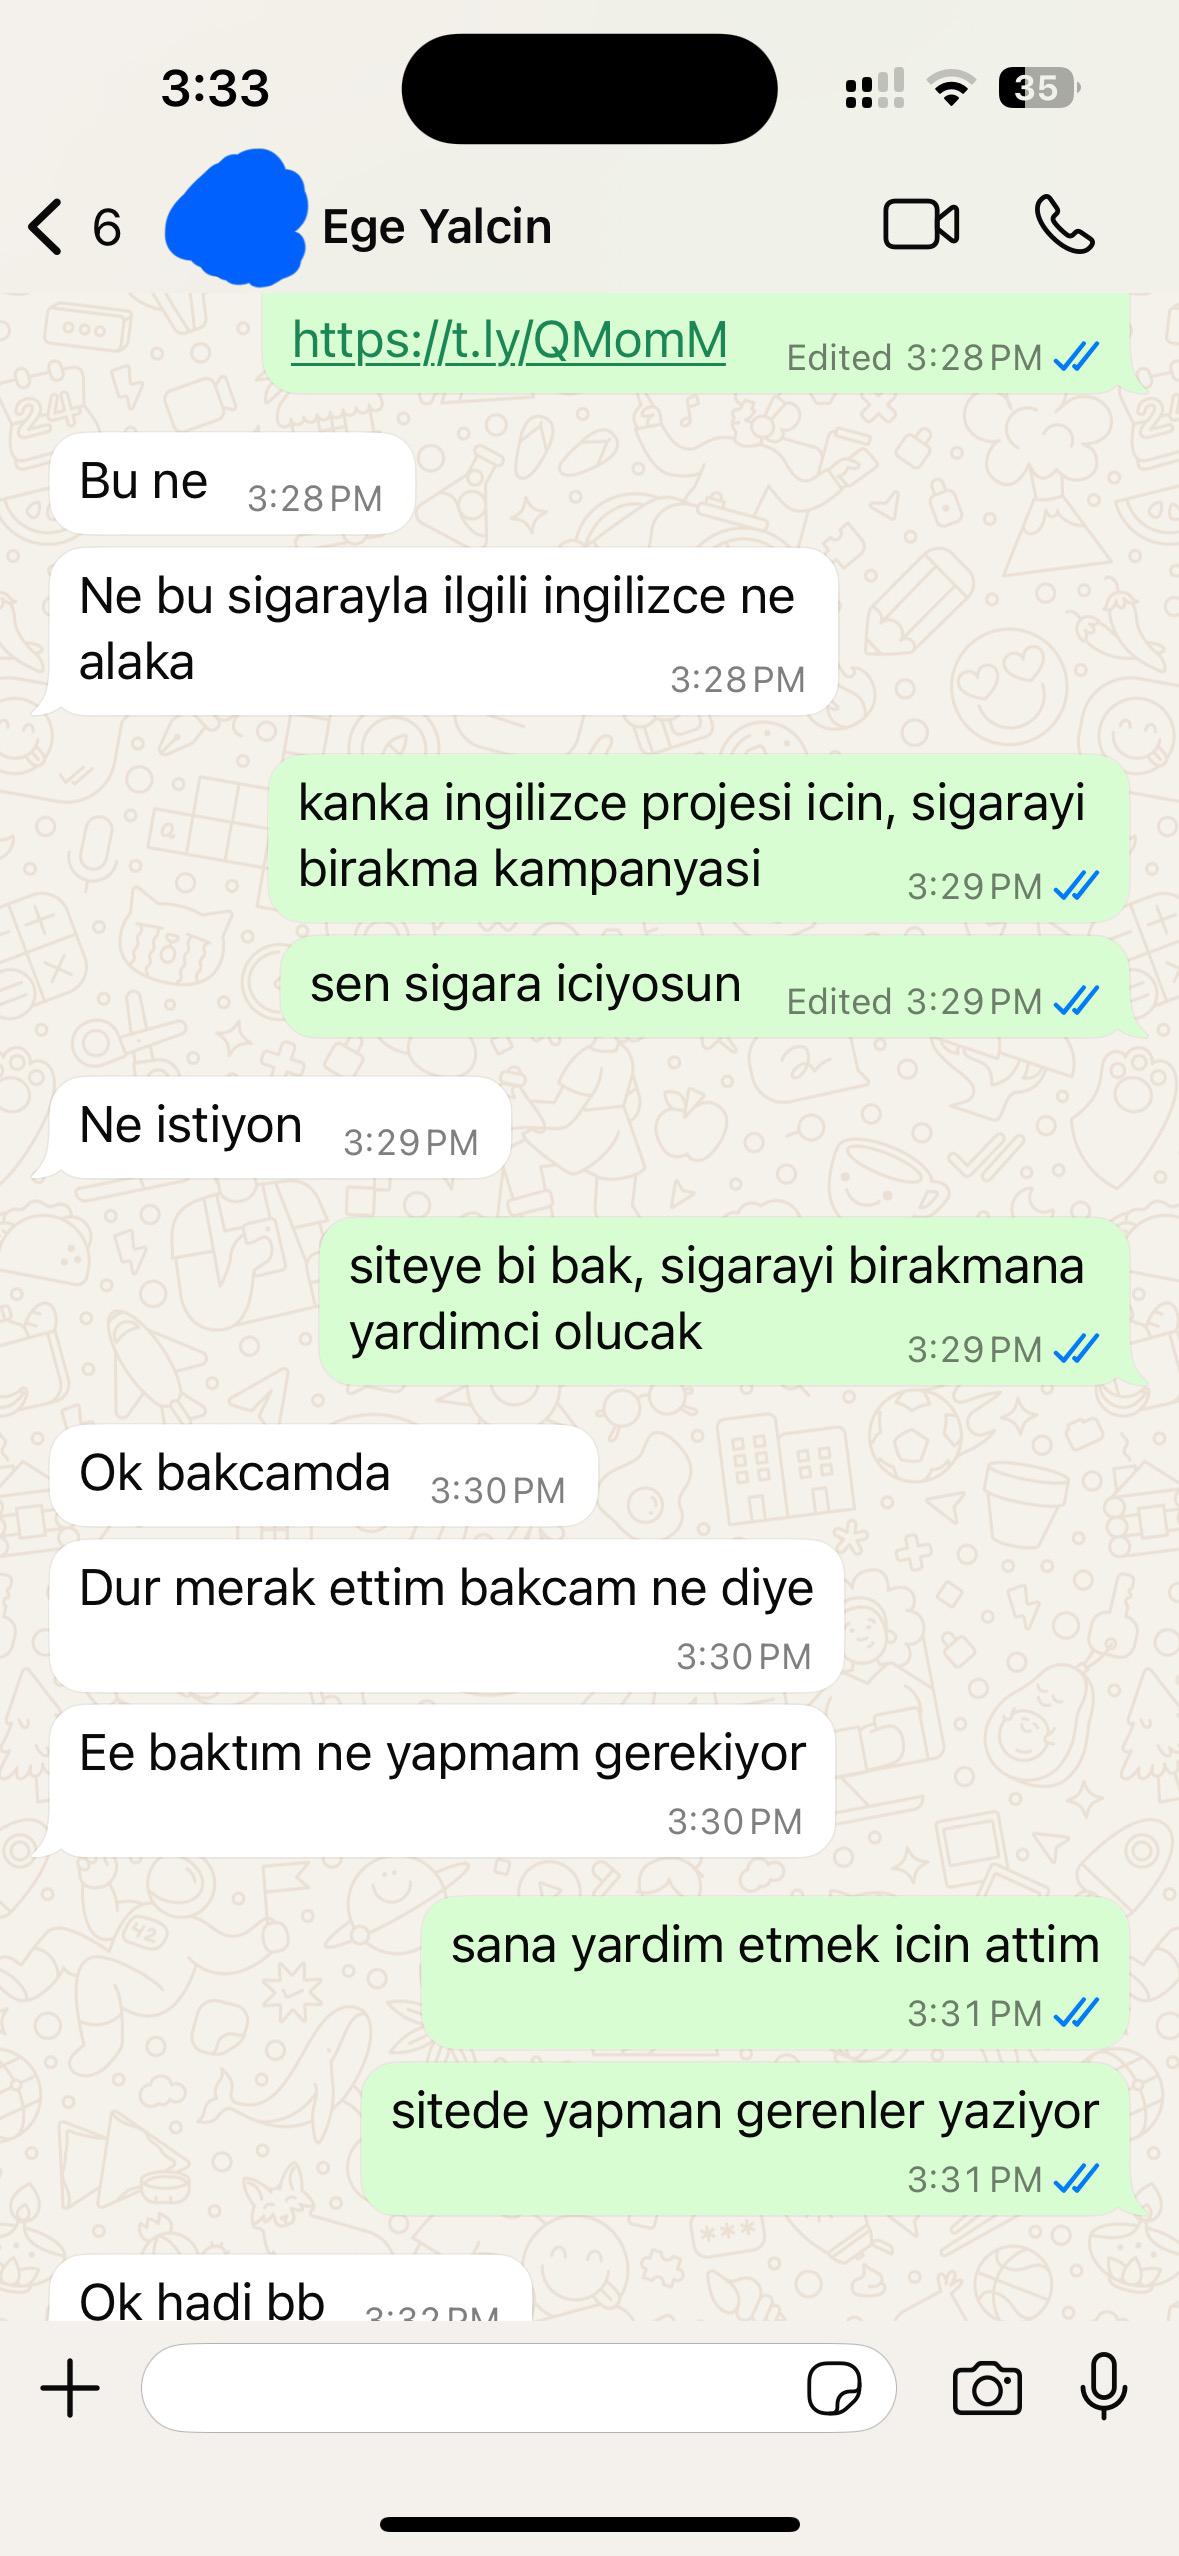 3:33
35
6
Ege Yalcin
https://t.ly/QMomM Edited 3:28 PM
Bu ne 3:28 PM
Ne bu sigarayla ilgili ingilizce ne
alaka 3:28 PM
kanka ingilizce projesi icin, sigarayi
birakma kampanyasi 3:29 PM
sen sigara iciyosun Edited 3:29 PM
Ne istiyon 3:29 PM
siteye bi bak, sigarayi birakmana
yardimci olucak 3:29 PM
Ok bakcamda 3:30 PM
Dur merak ettim bakcam ne diye
3:30 PM
Ee baktım ne yapmam gerekiyor
3:30 PM
sana yardim etmek icin attim
3:31 PM
sitede yapman gerenler yaziyor
3:31 PM
Ok hadi bb 3:32 PM